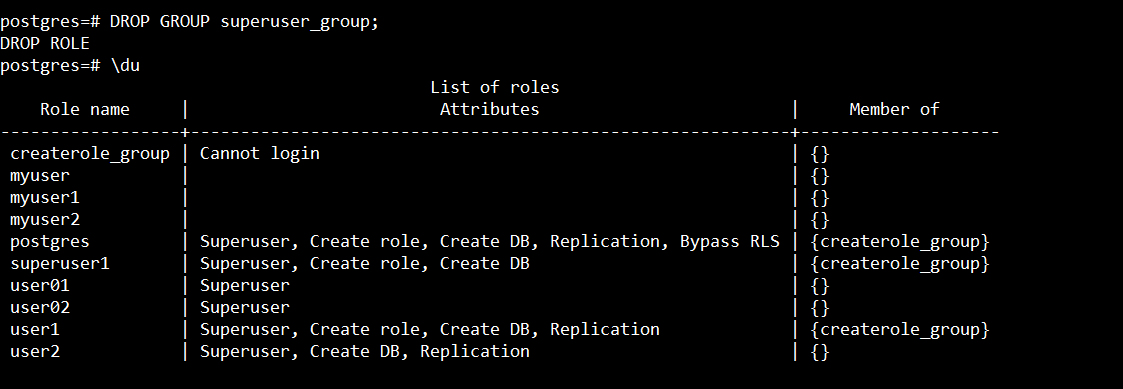 postgres=# DROP GROUP superuser_group;
DROP ROLE
postgres=# \du
                                          List of roles
    Role name     |                         Attributes                         |     Member of
------------------+------------------------------------------------------------+--------------------
 createrole_group | Cannot login                                               | {}
 myuser           |                                                            | {}
 myuser1          |                                                            | {}
 myuser2          |                                                            | {}
 postgres         | Superuser, Create role, Create DB, Replication, Bypass RLS | {createrole_group}
 superuser1       | Superuser, Create role, Create DB                          | {createrole_group}
 user01           | Superuser                                                  | {}
 user02           | Superuser                                                  | {}
 user1            | Superuser, Create role, Create DB, Replication             | {createrole_group}
 user2            | Superuser, Create DB, Replication                          | {}